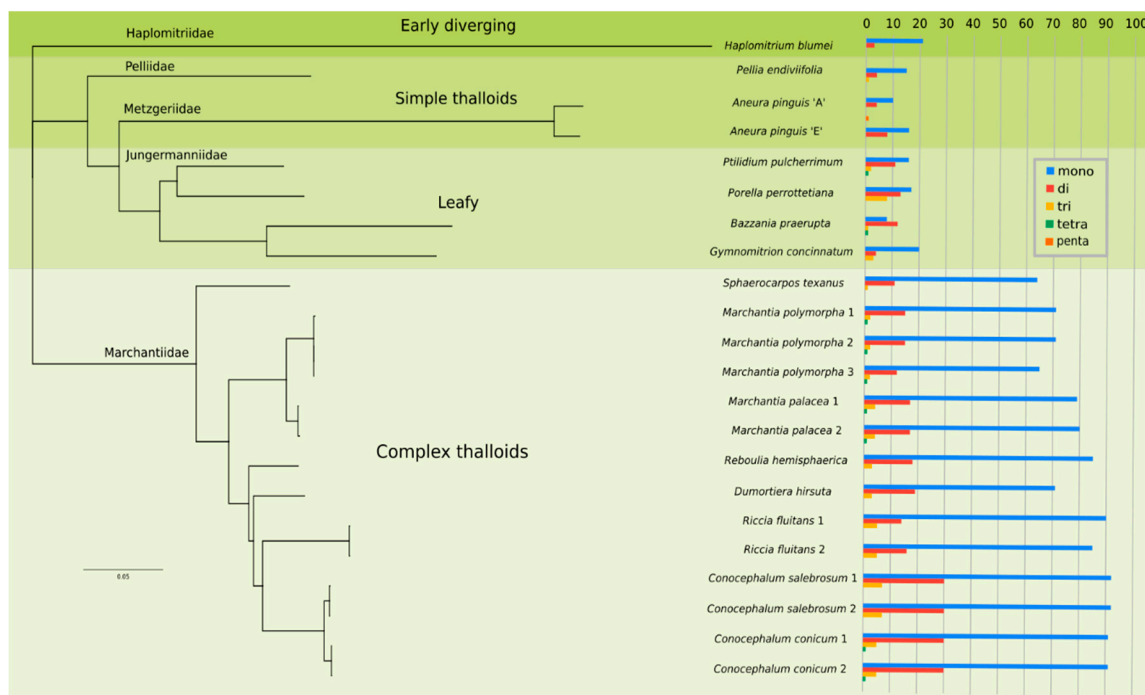 Early diverging
0 10 20 30 40 50 60 70 80 90 100
Haplomitriidae
Haplomitrium blumei
Pelliidae
Pellia endiviifolia
Simple thalloids
Metzgeriidae
Aneura pinguis 'A'
Aneura pinguis 'E'
Jungermanniidae
Ptilidium pulcherrimum
mono
di
tri
tetra
penta
Porella perrottetiana
Leafy
Bazzania praerupta
Gymnomitrion concinnatum
Sphaerocarpos texanus
Marchantia polymorpha 1
Marchantia polymorpha 2
Marchantiidae
Marchantia polymorpha 3
Marchantia palacea 1
Marchantia palacea 2
Complex thalloids
Reboulia hemisphaerica
Dumortiera hirsuta
Riccia fluitans 1
Riccia fluitans 2
0.05
Conocephalum salebrosum 1
Conocephalum salebrosum 2
Conocephalum conicum 1
Conocephalum conicum 2